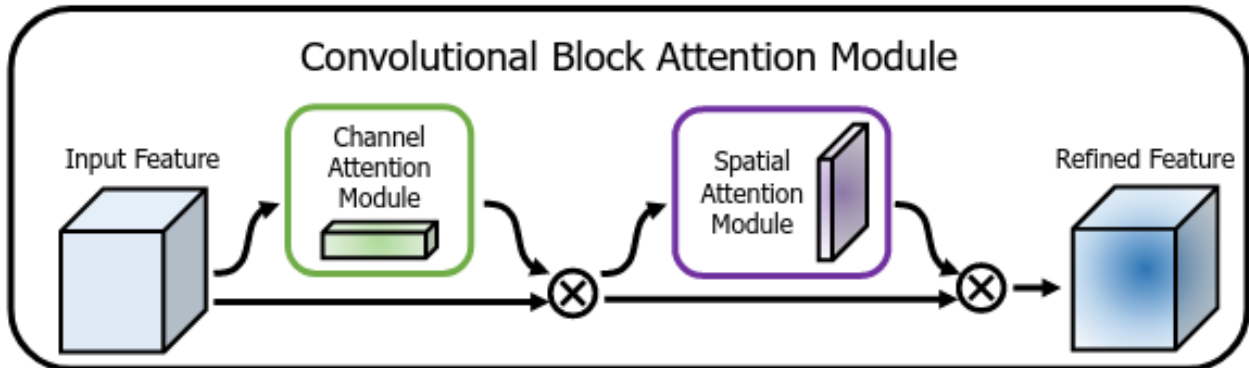 Convolutional Block Attention Module
Input Feature
Channel
Attention
Module
Spatial
Attention
Module
Refined Feature